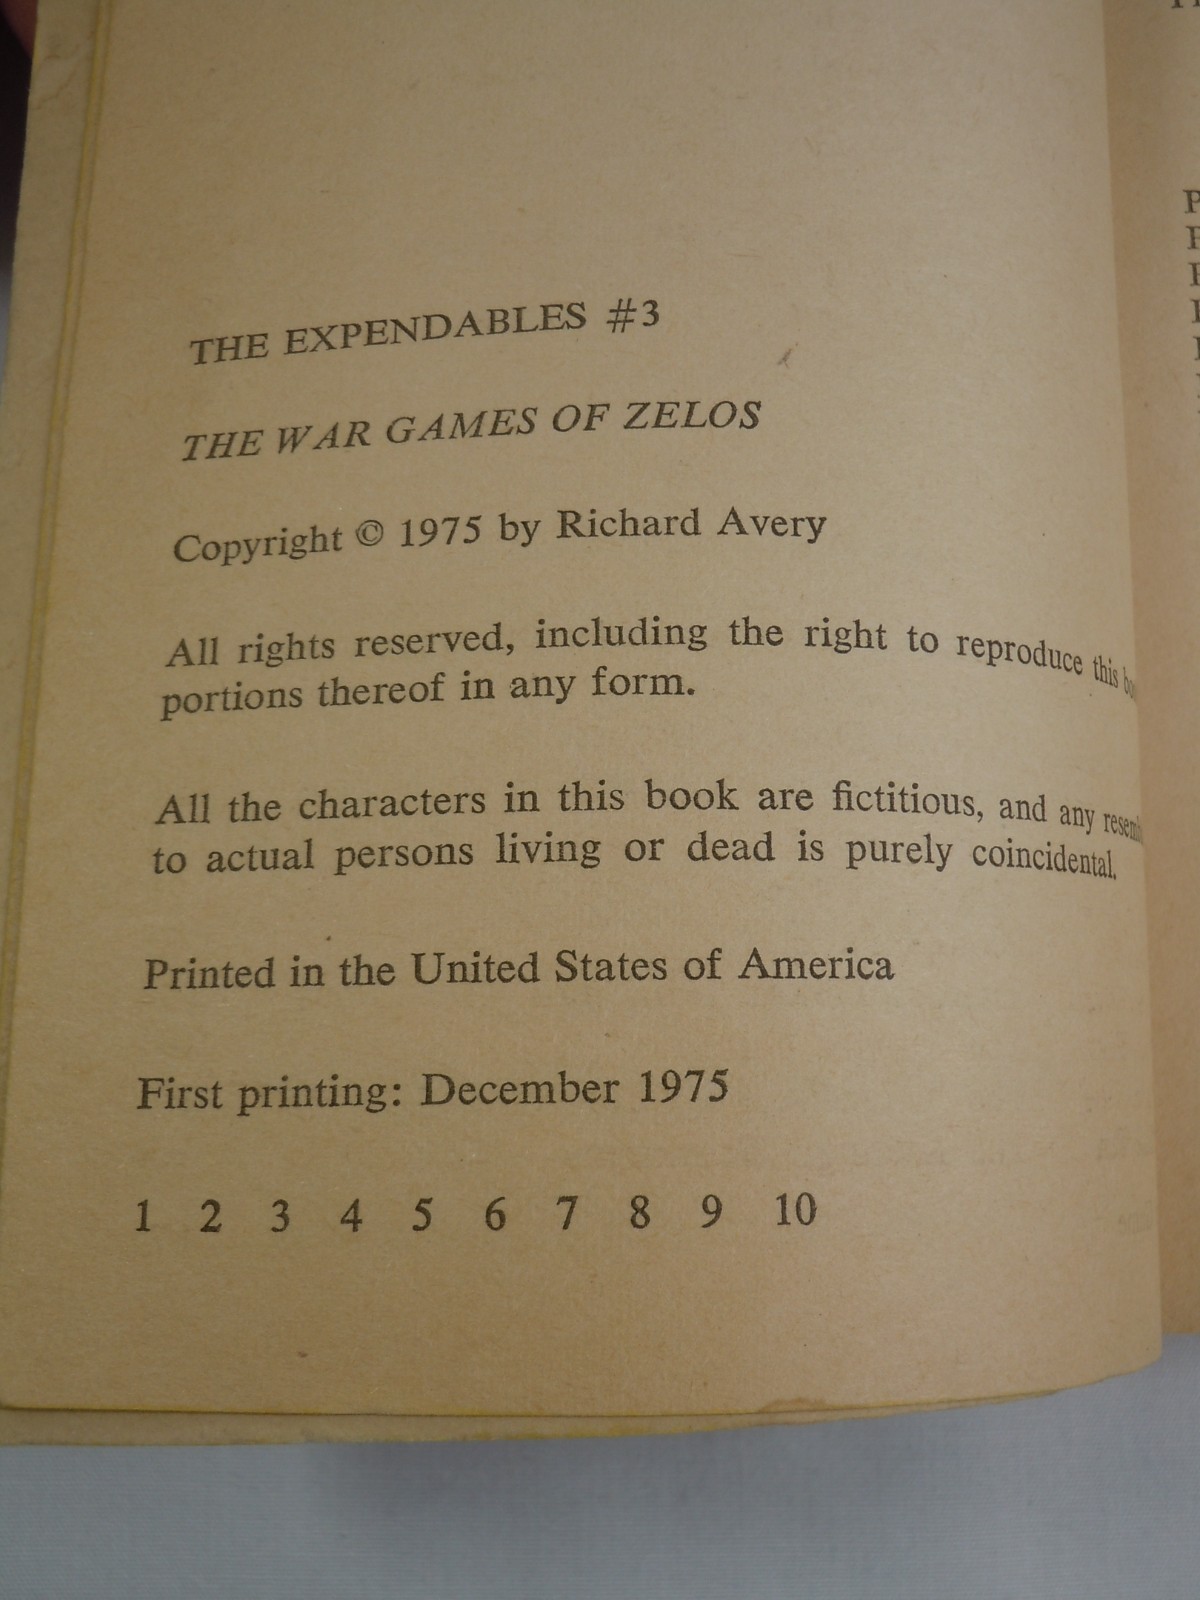 THE EXPENDABLES #3
THE WAR GAMES OF ZELOS
Copyright © 1975 by Richard Avery
All rights reserved, including the right to reproduce this
portions thereof in any form.
All the characters in this book are fictitious, and any
to actual persons living or dead is purely coincidental.
Printed in the United States of America
First printing: December 1975
1 2 3 4 5 6 7 8 9 10